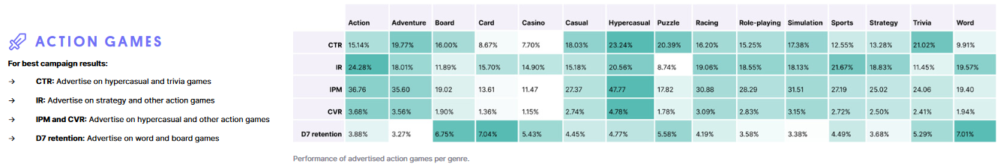 ACTION GAMES
For best campaign results:
→ CTR: Advertise on hypercasual and trivia games
→ IR: Advertise on strategy and other action games
→ IPM and CVR: Advertise on hypercasual and other action games
→ D7 retention: Advertise on word and board games
Action Adventure Board Card Casino Casual Hypercasual Puzzle Racing Role-playing Simulation Sports Strategy Trivia Word
CTR 15.14% 19.77% 16.00% 8.67% 7.70% 18.03% 23.24% 20.39% 16.20% 15.25% 17.38% 12.55% 13.28% 21.02% 9.91%
IR 24.28% 18.01% 11.89% 15.70% 14.90% 15.18% 20.56% 8.74% 19.06% 18.55% 18.13% 21.67% 18.83% 11.45% 19.57%
IPM 36.76 35.60 19.02 13.61 11.47 27.37 47.77 17.82 30.88 28.29 31.51 27.19 25.02 24.06 19.40
CVR 3.68% 3.56% 1.90% 1.36% 1.15% 2.74% 4.78% 1.78% 3.09% 2.83% 3.15% 2.72% 2.50% 2.41% 1.94%
D7 retention 3.88% 3.27% 6.75% 7.04% 5.43% 4.45% 4.77% 5.58% 4.19% 3.58% 3.38% 4.49% 3.68% 5.29% 7.01%
Performance of advertised action games per genre.